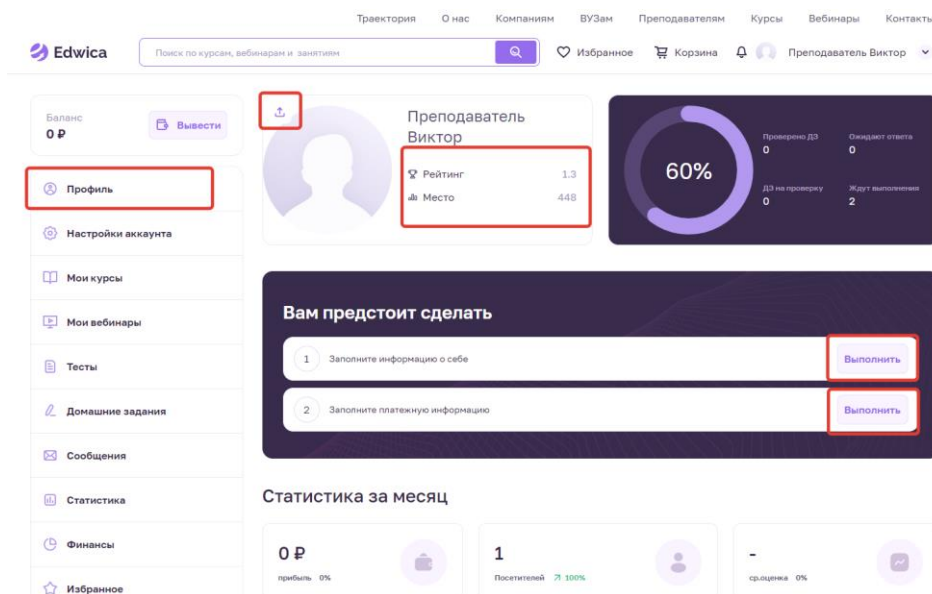 Траектория О нас Компаниям ВУЗам Преподавателям Курсы Вебинары Контакты
Edwica
Поиск по курсам, вебинарам и занятиям
Избранное Корзина Преподаватель Виктор
Баланс
0 ₽
Вывести
Профиль
Настройки аккаунта
Мои курсы
Мои вебинары
Тесты
Домашние задания
Сообщения
Статистика
Финансы
Избранное
Преподаватель
Виктор
Рейтинг 1.3
Место 448
60%
Проверено ДЗ Ожидают ответа
0 0
ДЗ на проверку Ждут выполнения
0 2
Вам предстоит сделать
1 Заполните информацию о себе Выполнить
2 Заполните платежную информацию Выполнить
Статистика за месяц
0 ₽ 1 -
прибыль 0% Посетителей 100% ср.оценка 0%